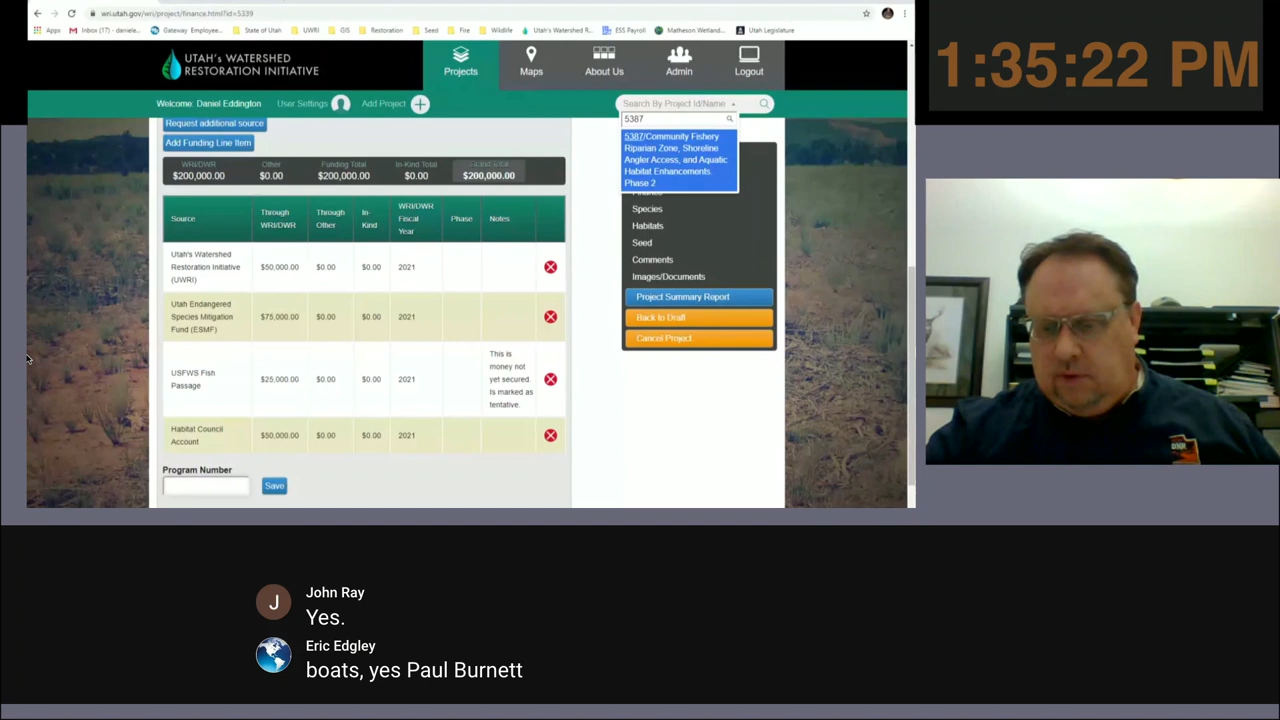 wri.utah.gov/wri/project/finance.html?id=5339
Apps
Inbox (17) - daniele...
Gateway Employee...
State of Utah
UWRI
GIS
Restoration
Seed
Fire
Wildlife
Utah's Watershed R...
ESS Payroll
Matheson Wetland...
Utah Legislature
1:35:22 PM
UTAH'S WATERSHED
RESTORATION INITIATIVE
Projects
Maps
About Us
Admin
Logout
Welcome: Daniel Eddington
User Settings
Add Project
Search By Project Id/Name
5387
5387/Community Fishery
Riparian Zone, Shoreline
Angler Access, and Aquatic
Habitat Enhancements.
Phase 2
Request additional source
Add Funding Line Item
WRI/DWR
Other
Funding Total
In-Kind Total
Grand Total
$200,000.00
$0.00
$200,000.00
$0.00
$200,000.00
Source
Through
WRI/DWR
Through
Other
In-
Kind
WRI/DWR
Fiscal
Year
Phase
Notes
Utah's Watershed
Restoration Initiative
(UWRI)
$50,000.00
$0.00
$0.00
2021
Utah Endangered
Species Mitigation
Fund (ESMF)
$75,000.00
$0.00
$0.00
2021
USFWS Fish
Passage
$25,000.00
$0.00
$0.00
2021
This is
money not
yet secured.
Is marked as
tentative.
Habitat Council
Account
$50,000.00
$0.00
$0.00
2021
Program Number
Save
Species
Habitats
Seed
Comments
Images/Documents
Project Summary Report
Back to Draft
Cancel Project
DNR
J
John Ray
Yes.
Eric Edgley
boats, yes Paul Burnett